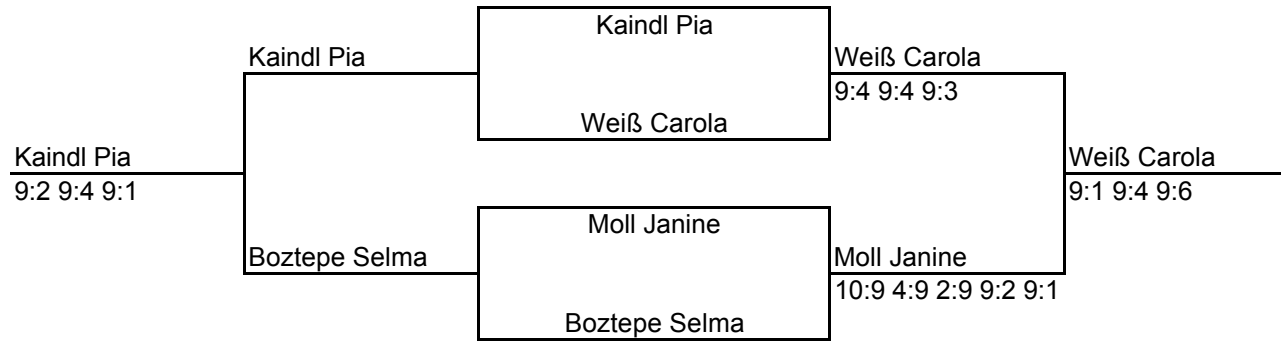 Kaindl Pia
Kaindl Pia
Weiß Carola
9:4 9:4 9:3
Weiß Carola
Kaindl Pia
9:2 9:4 9:1
Weiß Carola
9:1 9:4 9:6
Moll Janine
Boztepe Selma
Moll Janine
10:9 4:9 2:9 9:2 9:1
Boztepe Selma